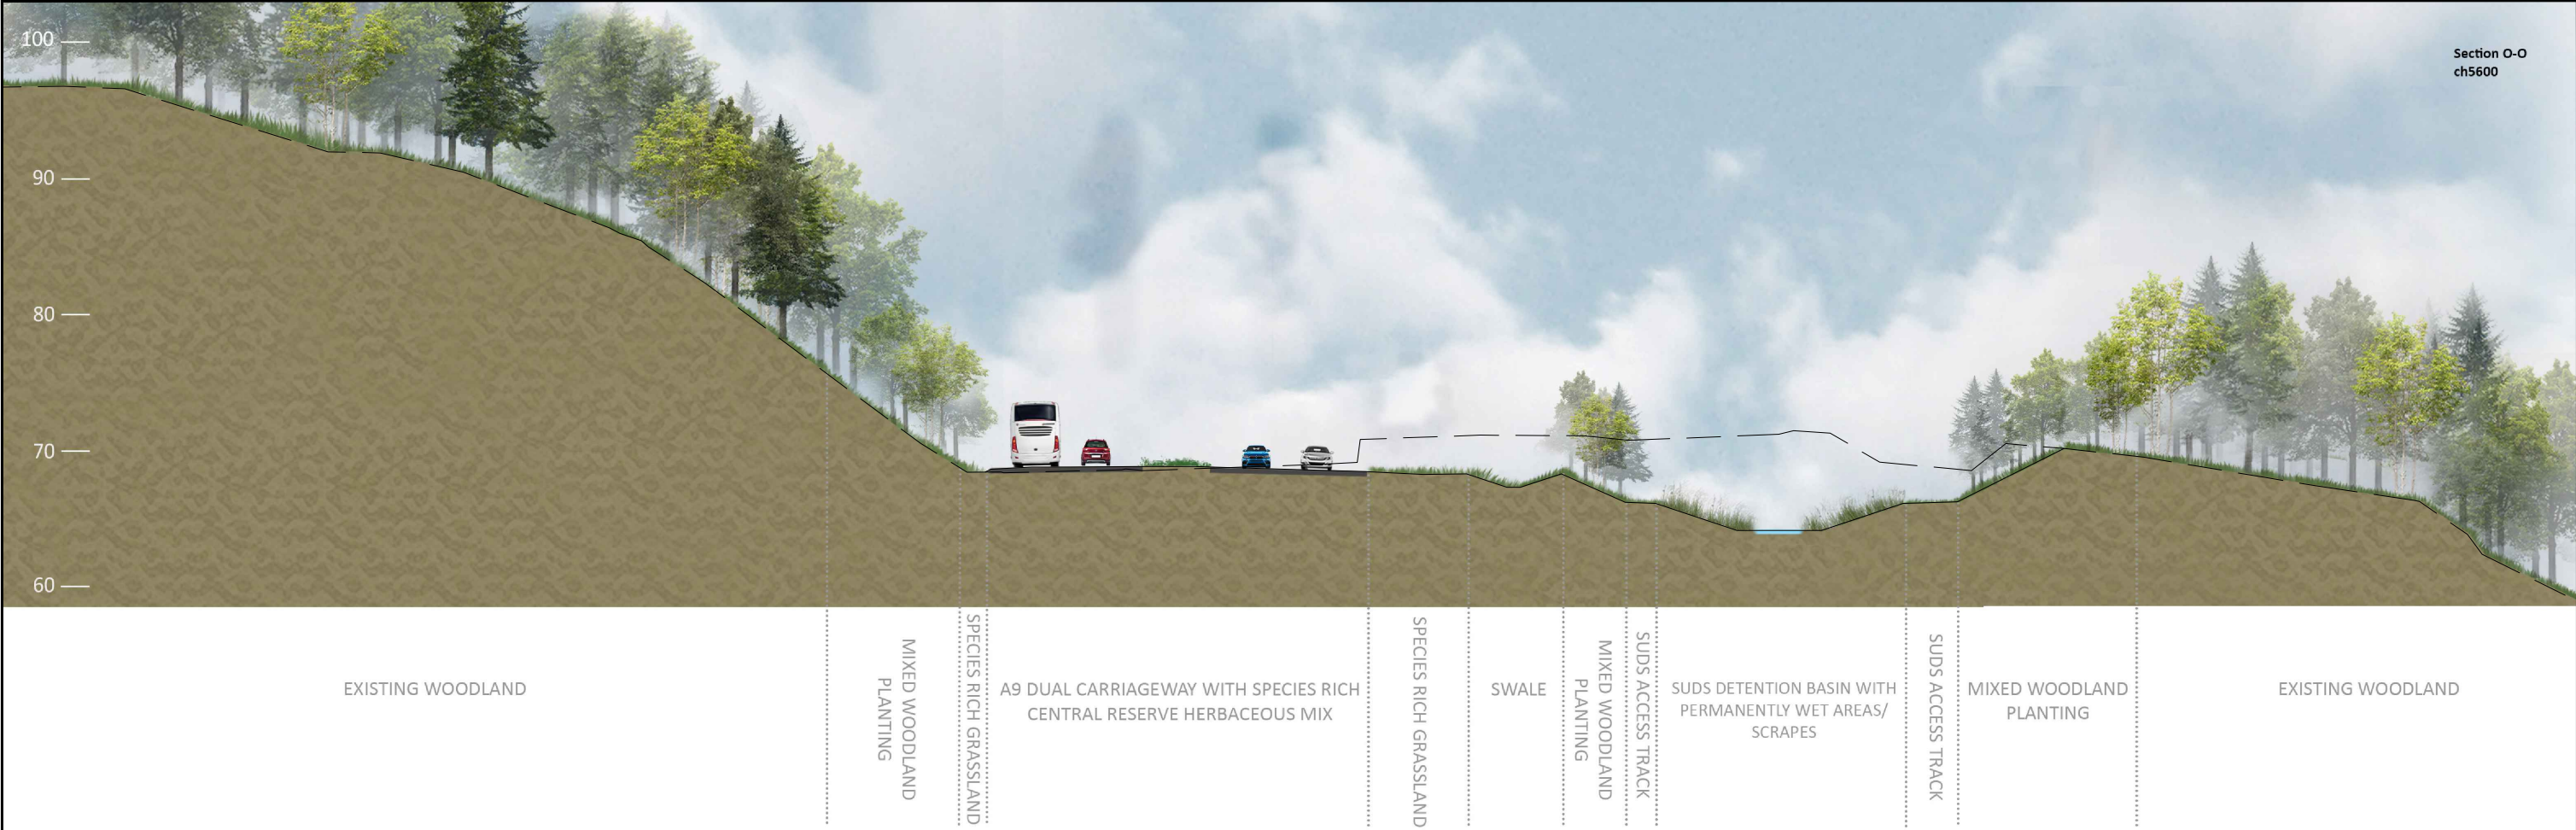 Section O-O
ch5600
100
90
80
70
60
EXISTING WOODLAND
MIXED WOODLAND
PLANTING
SPECIES RICH GRASSLAND
A9 DUAL CARRIAGEWAY WITH SPECIES RICH
CENTRAL RESERVE HERBACEOUS MIX
SPECIES RICH GRASSLAND
SWALE
MIXED WOODLAND
PLANTING
SUDS ACCESS TRACK
SUDS DETENTION BASIN WITH
PERMANENTLY WET AREAS/
SCRAPES
SUDS ACCESS TRACK
MIXED WOODLAND
PLANTING
EXISTING WOODLAND